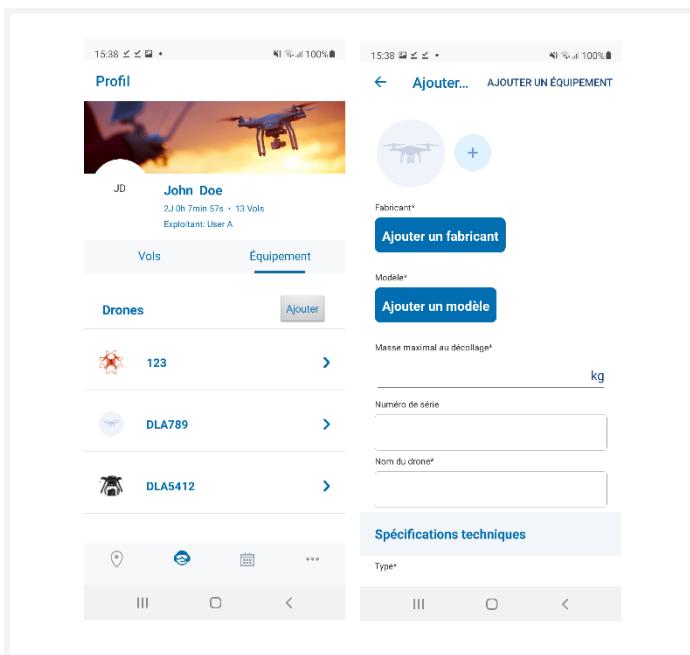 15:38
100%
Profil
JD
John Doe
2J 0h 7min 57s • 13 Vols
Exploitant: User A
Vols
Équipement
Drones
Ajouter
123
DLA789
DLA5412
15:38
100%
Ajouter...
AJOUTER UN ÉQUIPEMENT
+
Fabricant*
Ajouter un fabricant
Modèle*
Ajouter un modèle
Masse maximal au décollage*
kg
Numéro de série
Nom du drone*
Spécifications techniques
Type*